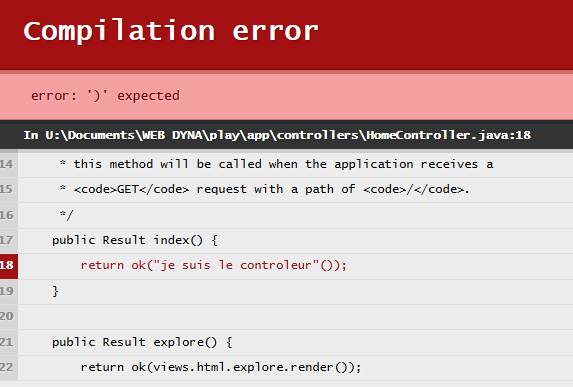 Compilation error
error: ')' expected
In U:\Documents\WEB DYNA\play\app\controllers\HomeController.java:18
14 * this method will be called when the application receives a
15 * <code>GET</code> request with a path of <code>/</code>.
16 */
17 public Result index() {
18 return ok("je suis le controleur"());
19 }
20
21 public Result explore() {
22 return ok(views.html.explore.render());